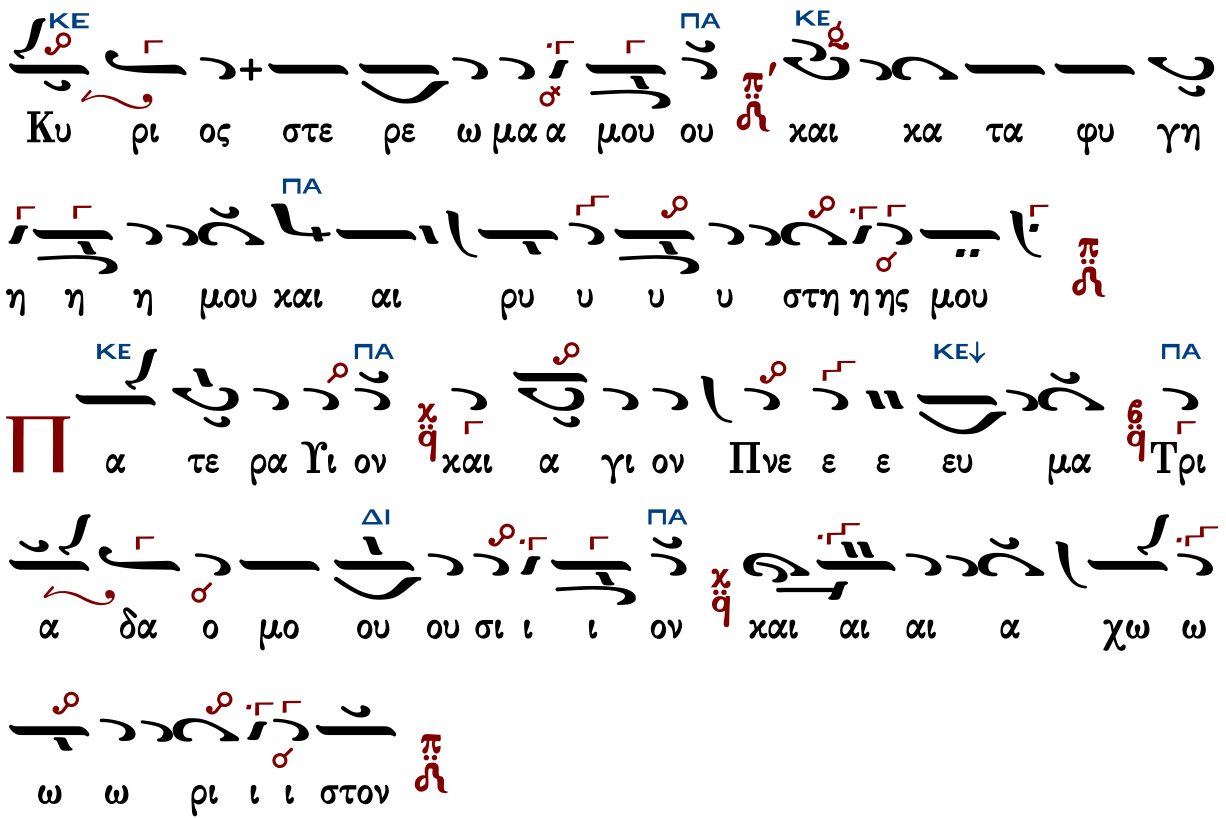 ΚΕ ΠΑ ΚΕ
Κυ ρι ος στε ρε ω μα α μου ου π' και κα τα φυ γη
ΠΑ
η η η μου και αι ρυ υ υ υ στη η ης μου π
ΚΕ ΠΑ ΚΕ↓ ΠΑ
Π α τε ρα Υι ον χ q και α γι ον Πνε ε ε ευ μα ϐ q Τρι
ΔΙ ΠΑ
α δα ο μο ου ου σι ι ι ον χ q και αι αι α χω ω
ω ω ρι ι ι στον π